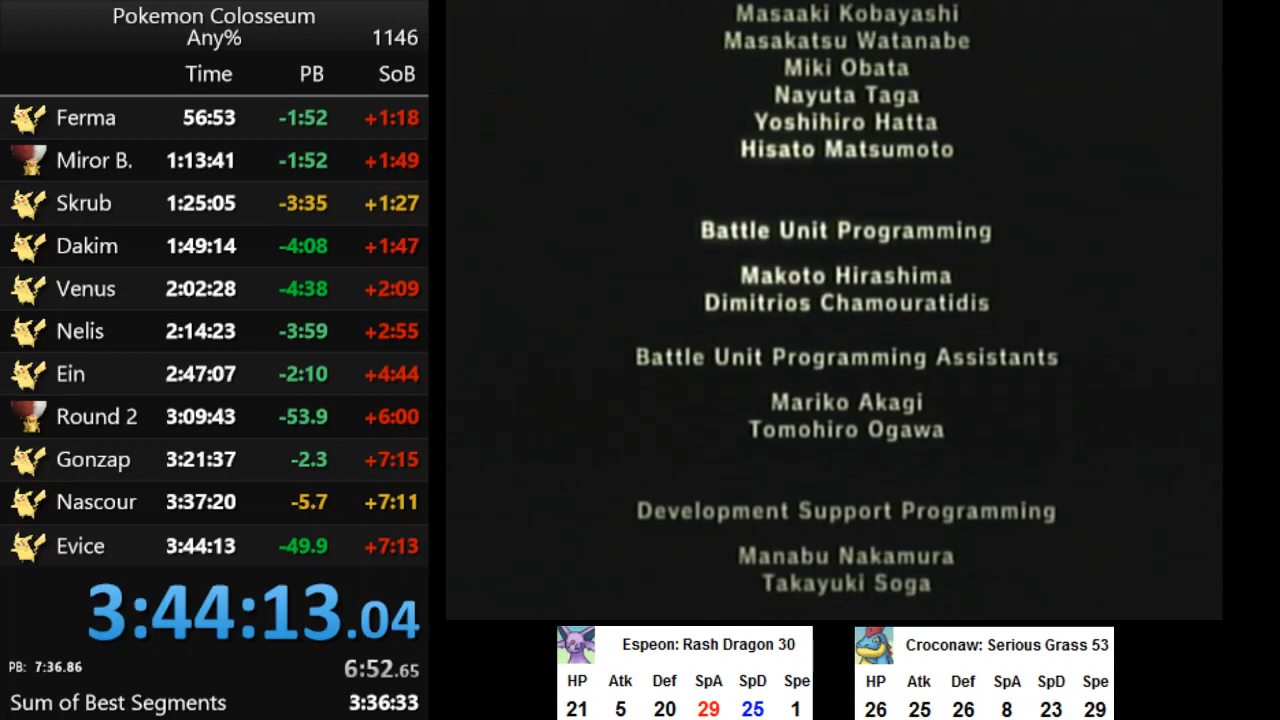 Pokemon Colosseum
Any% 1146
Time PB SoB
Ferma 56:53 -1:52 +1:18
Miror B. 1:13:41 -1:52 +1:49
Skrub 1:25:05 -3:35 +1:27
Dakim 1:49:14 -4:08 +1:47
Venus 2:02:28 -4:38 +2:09
Nelis 2:14:23 -3:59 +2:55
Ein 2:47:07 -2:10 +4:44
Round 2 3:09:43 -53.9 +6:00
Gonzap 3:21:37 -2.3 +7:15
Nascour 3:37:20 -5.7 +7:11
Evice 3:44:13 -49.9 +7:13
3:44:13.04
PB: 7:36.86 6:52.65
Sum of Best Segments 3:36:33
Masaaki Kobayashi
Masakatsu Watanabe
Miki Obata
Nayuta Taga
Yoshihiro Hatta
Hisato Matsumoto
Battle Unit Programming
Makoto Hirashima
Dimitrios Chamouratidis
Battle Unit Programming Assistants
Mariko Akagi
Tomohiro Ogawa
Development Support Programming
Manabu Nakamura
Takayuki Soga
Espeon: Rash Dragon 30
HP Atk Def SpA SpD Spe
21 5 20 29 25 1
Croconaw: Serious Grass 53
HP Atk Def SpA SpD Spe
26 25 26 8 23 29